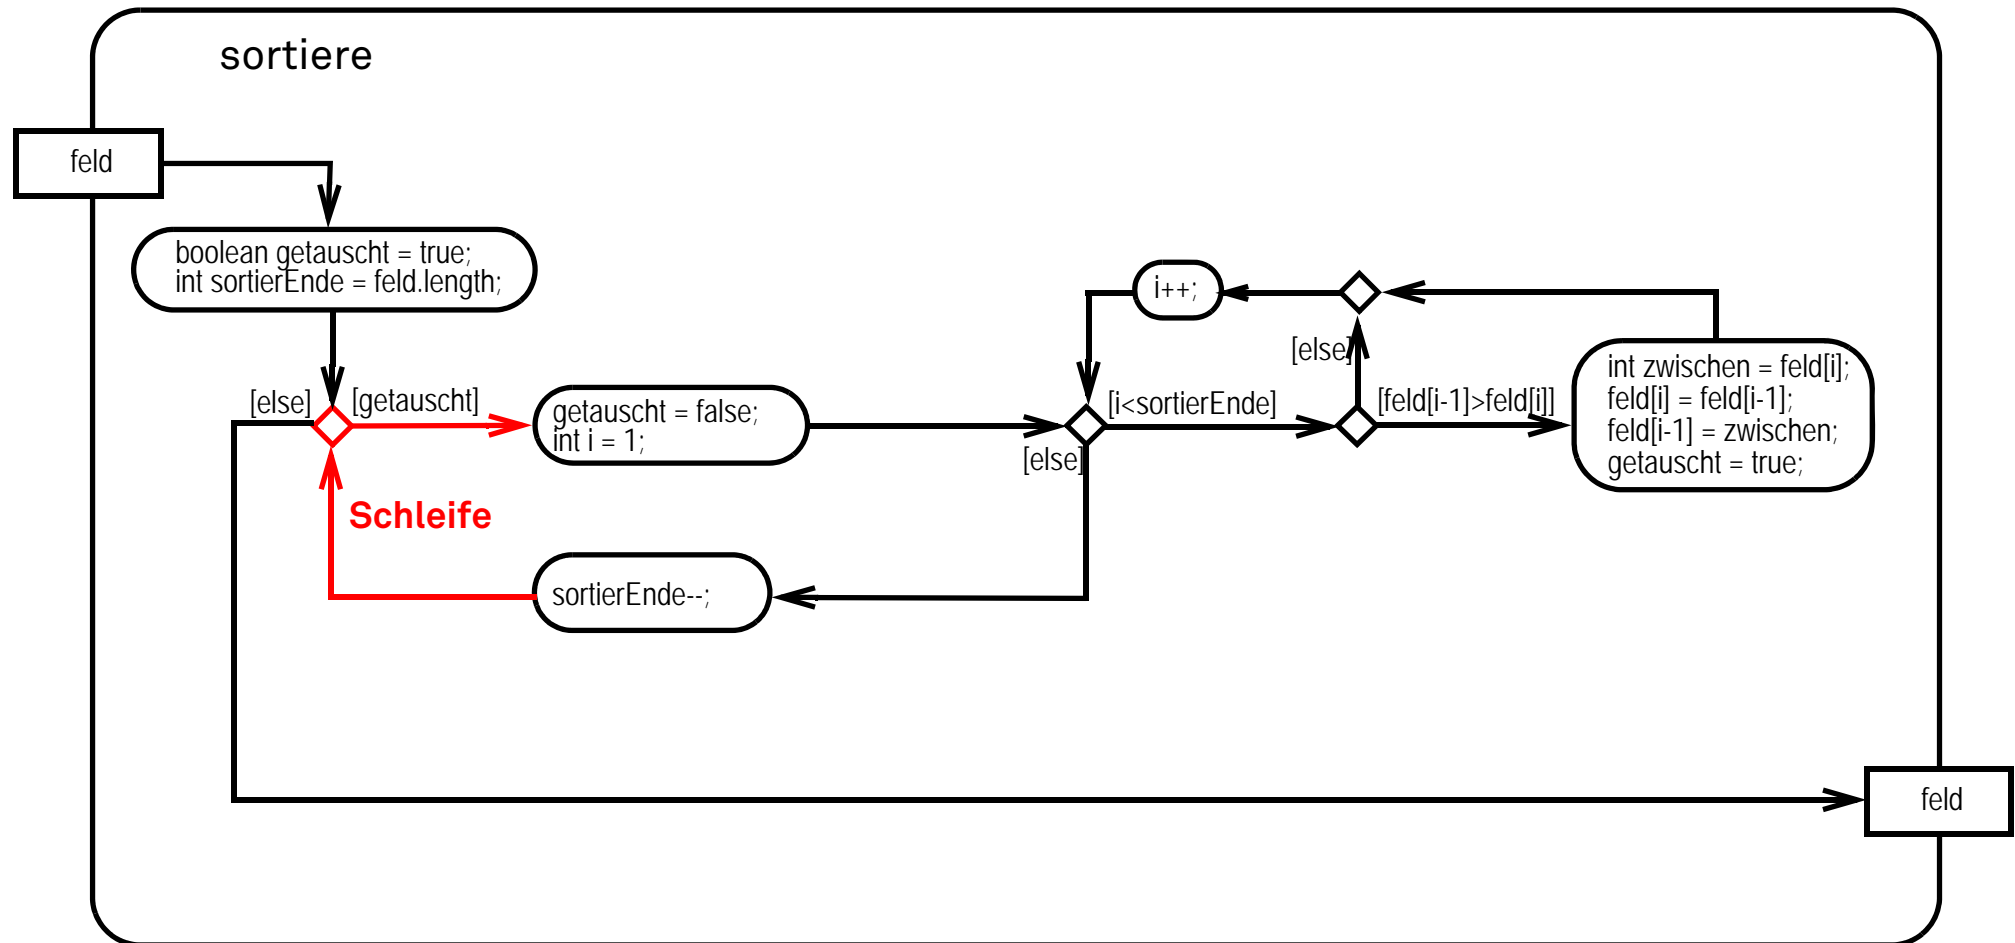 sortiere
feld
boolean getauscht = true;
int sortierEnde = feld.length;
i++;
[else]
int zwischen = feld[i];
feld[i] = feld[i-1];
feld[i-1] = zwischen;
getauscht = true;
[else]
[getauscht]
getauscht = false;
int i = 1;
[i<sortierEnde]
[feld[i-1]>feld[i]]
[else]
Schleife
sortierEnde--;
feld